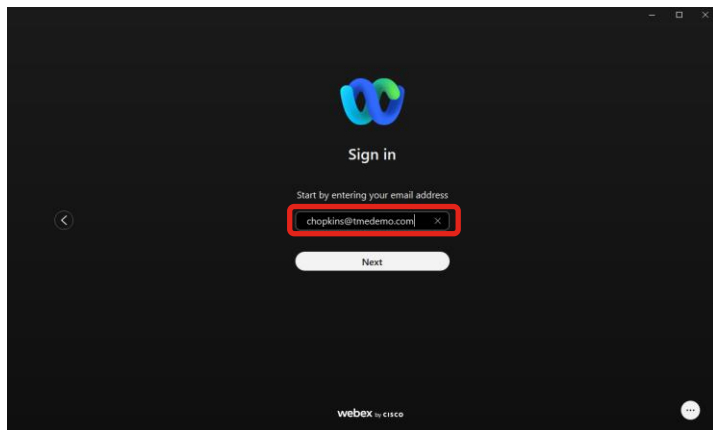 Sign in
Start by entering your email address
chopkins@tmedemo.com
Next
webex by CISCO